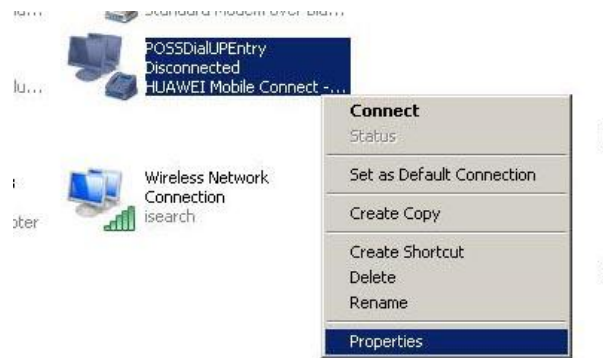 POSSDialUPEntry
Disconnected
HUAWEI Mobile Connect -...
Connect
Status
Set as Default Connection
Create Copy
Create Shortcut
Delete
Rename
Properties
Wireless Network
Connection
isearch